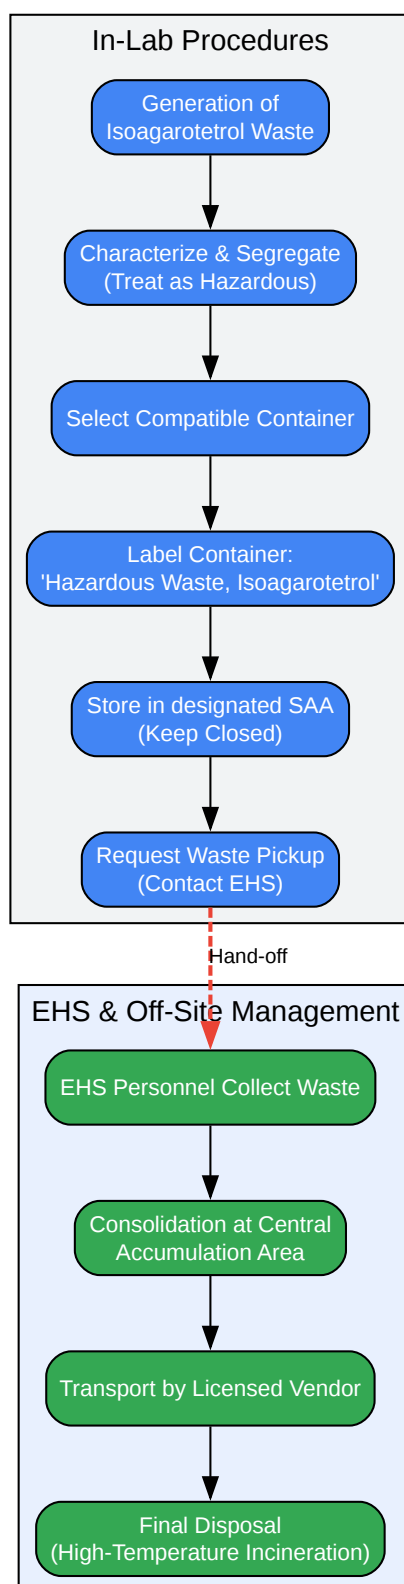 In-Lab Procedures
Generation of
Isoagarotetrol Waste
Characterize & Segregate
(Treat as Hazardous)
Select Compatible Container
Label Container:
'Hazardous Waste, Isoagarotetrol'
Store in designated SAA
(Keep Closed)
Request Waste Pickup
(Contact EHS)
Hand-off
EHS & Off-Site Management
EHS Personnel Collect Waste
Consolidation at Central
Accumulation Area
Transport by Licensed Vendor
Final Disposal
(High-Temperature Incineration)